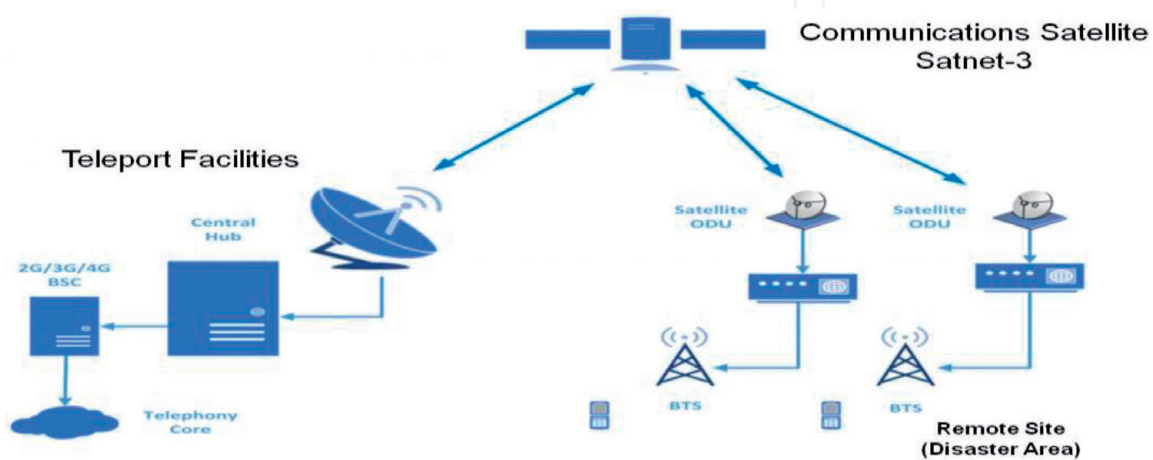 Communications Satellite
Satnet-3
Teleport Facilities
Central
Hub
2G/3G/4G
BSC
Telephony
Core
Satellite
ODU
Satellite
ODU
BTS
BTS
Remote Site
(Disaster Area)